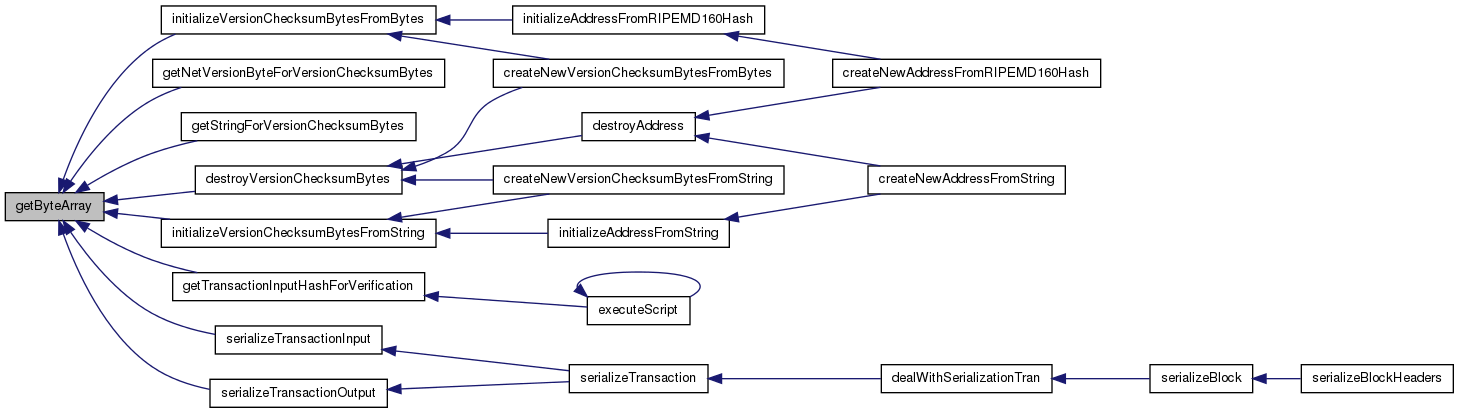 getByteArray
initializeVersionChecksumBytesFromBytes
getNetVersionByteForVersionChecksumBytes
getStringForVersionChecksumBytes
destroyVersionChecksumBytes
initializeVersionChecksumBytesFromString
getTransactionInputHashForVerification
serializeTransactionInput
serializeTransactionOutput
initializeAddressFromRIPEMD160Hash
createNewVersionChecksumBytesFromBytes
destroyAddress
createNewVersionChecksumBytesFromString
initializeAddressFromString
executeScript
serializeTransaction
createNewAddressFromRIPEMD160Hash
createNewAddressFromString
dealWithSerializationTran
serializeBlock
serializeBlockHeaders